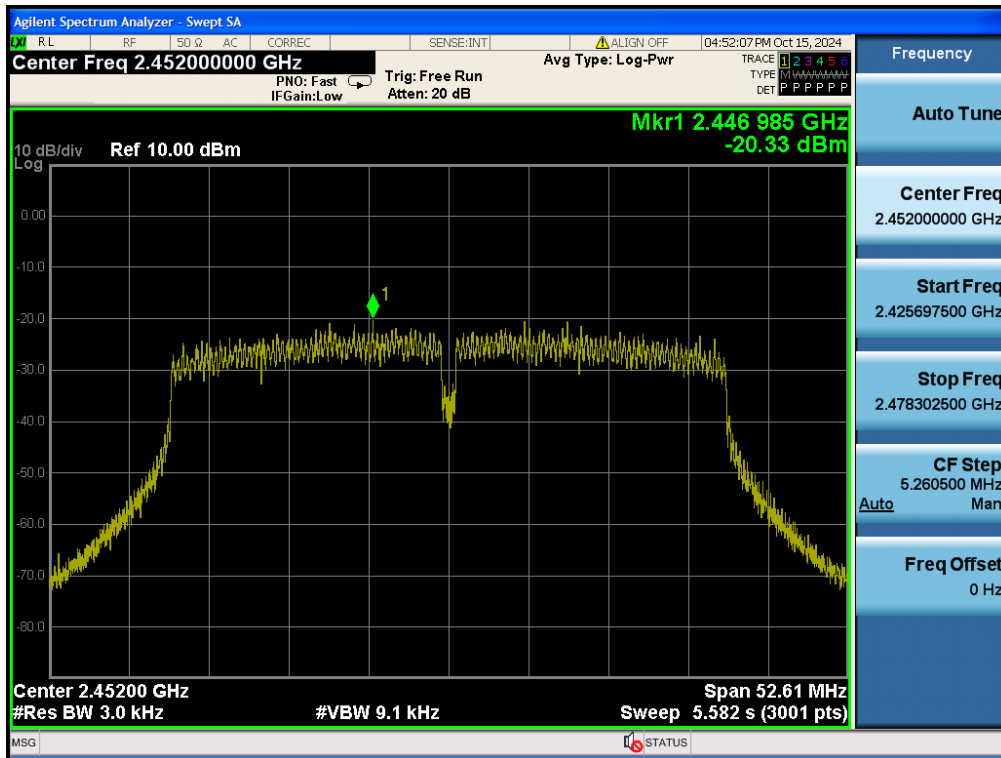 Agilent Spectrum Analyzer - Swept SA
LXI RL RF 50 Ω AC CORREC SENSE:INT ALIGN OFF 04:52:07 PM Oct 15, 2024
Center Freq 2.452000000 GHz
PNO: Fast
IFGain:Low
Trig: Free Run
Atten: 20 dB
Avg Type: Log-Pwr
TRACE 1 2 3 4 5 6
TYPE M
DET P P P P P P
Mkr1 2.446 985 GHz
-20.33 dBm
10 dB/div Ref 10.00 dBm
Log
0.00
-10.0
-20.0
-30.0
-40.0
-50.0
-60.0
-70.0
-80.0
1
Center 2.45200 GHz Span 52.61 MHz
#Res BW 3.0 kHz #VBW 9.1 kHz Sweep 5.582 s (3001 pts)
MSG STATUS
Frequency
Auto Tune
Center Freq
2.452000000 GHz
Start Freq
2.425697500 GHz
Stop Freq
2.478302500 GHz
CF Step
5.260500 MHz
Auto Man
Freq Offset
0 Hz